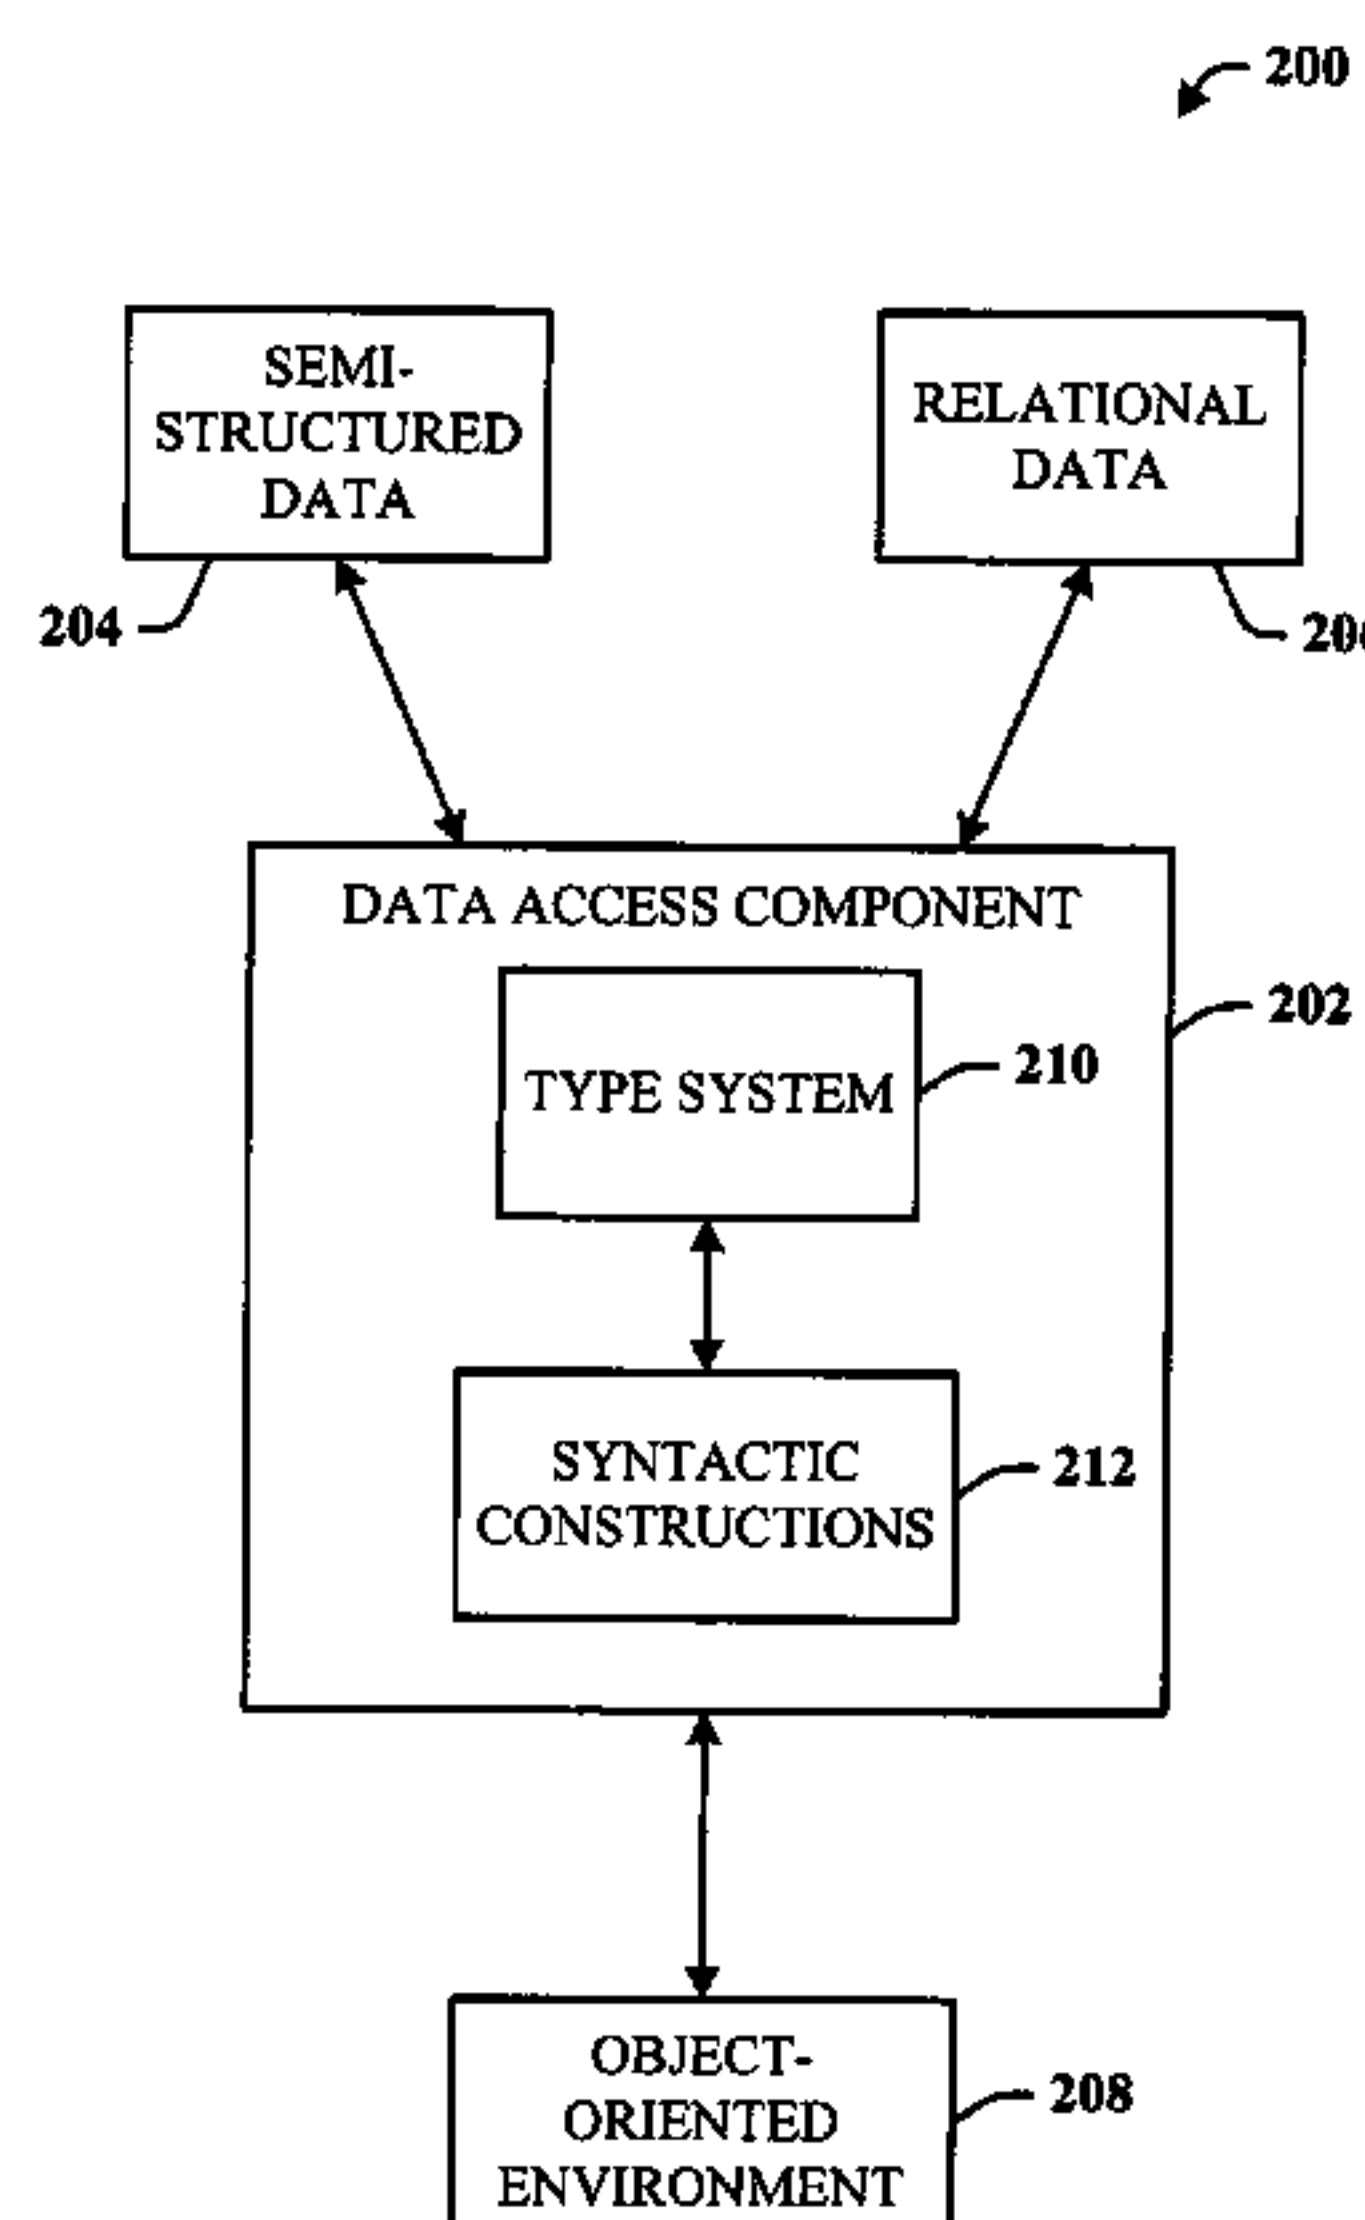 200
SEMI-
STRUCTURED
DATA
RELATIONAL
DATA
204
DATA ACCESS COMPONENT
202
TYPE SYSTEM
210
SYNTACTIC
CONSTRUCTIONS
212
OBJECT-
ORIENTED
ENVIRONMENT
208